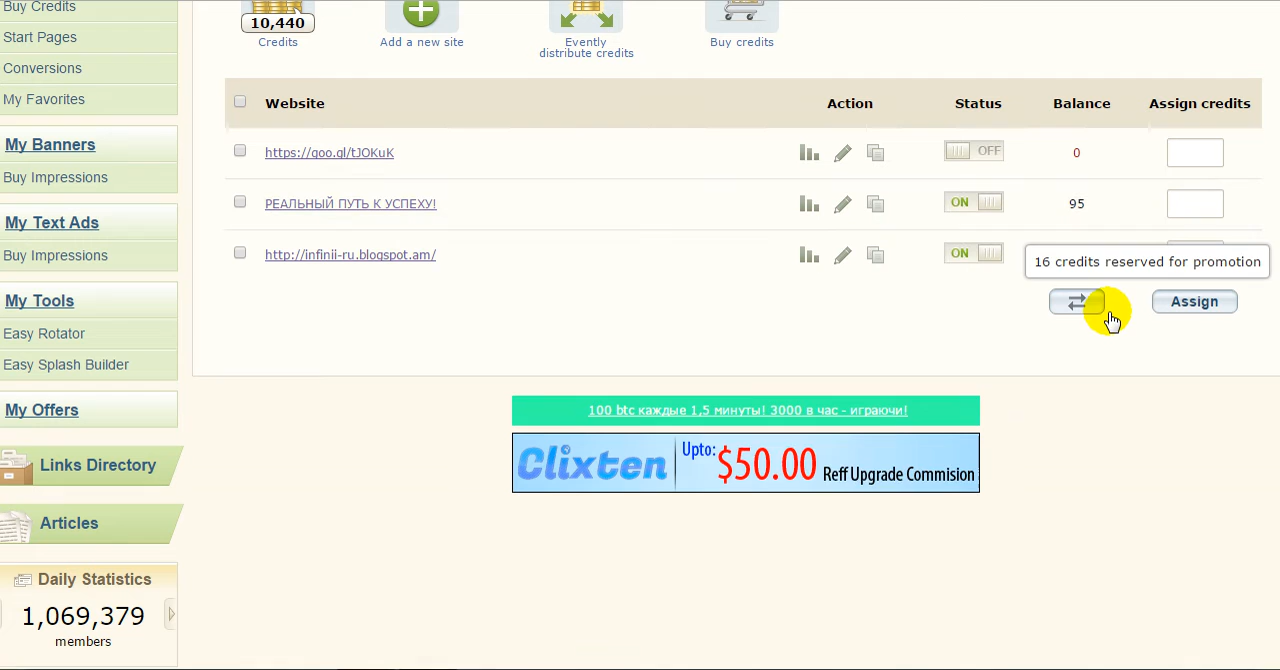 Buy Credits
Start Pages
Conversions
My Favorites
My Banners
Buy Impressions
My Text Ads
Buy Impressions
My Tools
Easy Rotator
Easy Splash Builder
My Offers
Links Directory
Articles
Daily Statistics
1,069,379
members
10,440
Credits
Add a new site
Evently
distribute credits
Buy credits
Website Action Status Balance Assign credits
https://goo.gl/tJOKuK OFF 0
РЕАЛЬНЫЙ ПУТЬ К УСПЕХУ! ON 95
http://infinii-ru.blogspot.am/ ON
16 credits reserved for promotion
Assign
100 btc каждые 1,5 минуты! 3000 в час - играючи!
Clixten Upto: $50.00 Reff Upgrade Commision